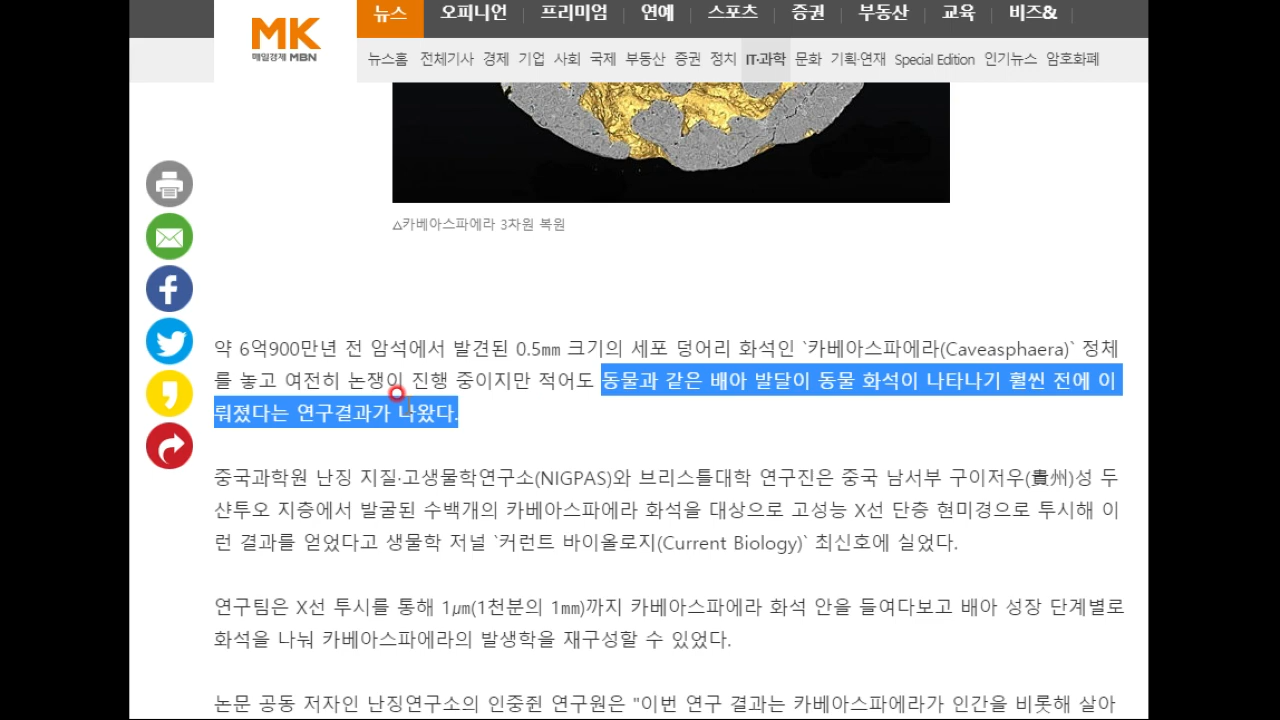 뉴스 오피니언 프리미엄 연예 스포츠 증권 부동산 교육 비즈&
MK
매일경제 MBN
뉴스홈 전체기사 경제 기업 사회 국제 부동산 증권 정치 IT·과학 문화 기획·연재 Special Edition 인기뉴스 암호화폐
△카베아스파에라 3차원 복원
약 6억900만년 전 암석에서 발견된 0.5㎜ 크기의 세포 덩어리 화석인 `카베아스파에라(Caveasphaera)` 정체
를 놓고 여전히 논쟁이 진행 중이지만 적어도 동물과 같은 배아 발달이 동물 화석이 나타나기 훨씬 전에 이
뤄졌다는 연구결과가 나왔다.
중국과학원 난징 지질·고생물학연구소(NIGPAS)와 브리스틀대학 연구진은 중국 남서부 구이저우(貴州)성 두
샨투오 지층에서 발굴된 수백개의 카베아스파에라 화석을 대상으로 고성능 X선 단층 현미경으로 투시해 이
런 결과를 얻었다고 생물학 저널 `커런트 바이올로지(Current Biology)` 최신호에 실었다.
연구팀은 X선 투시를 통해 1㎛(1천분의 1㎜)까지 카베아스파에라 화석 안을 들여다보고 배아 성장 단계별로
화석을 나눠 카베아스파에라의 발생학을 재구성할 수 있었다.
논문 공동 저자인 난징연구소의 인중쥔 연구원은 "이번 연구 결과는 카베아스파에라가 인간을 비롯해 살아